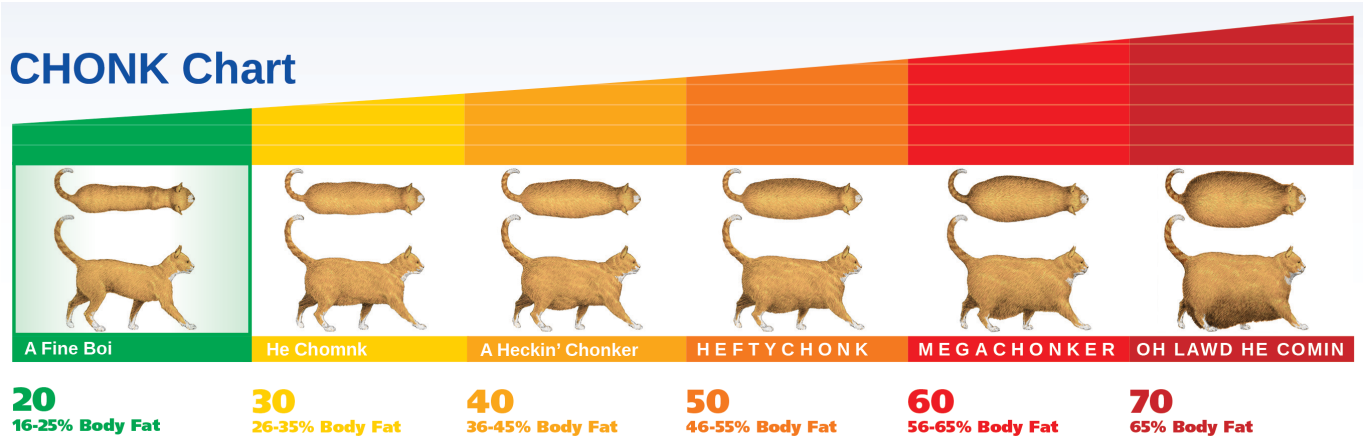 CHONK Chart
A Fine Boi
He Chomnk
A Heckin' Chonker
HEFTYCHONK
MEGACHONKER
OH LAWD HE COMIN
20
16-25% Body Fat
30
26-35% Body Fat
40
36-45% Body Fat
50
46-55% Body Fat
60
56-65% Body Fat
70
65% Body Fat